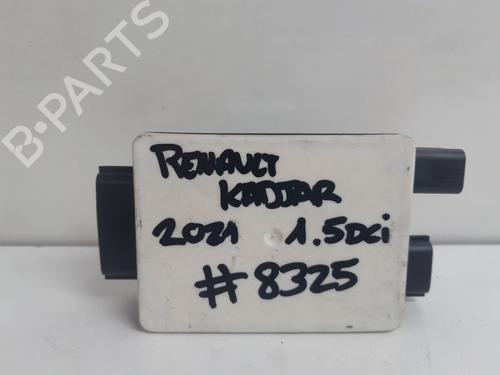 B-PARTS
RENAULT
KADJAR
2021 1.5DCi
#8325